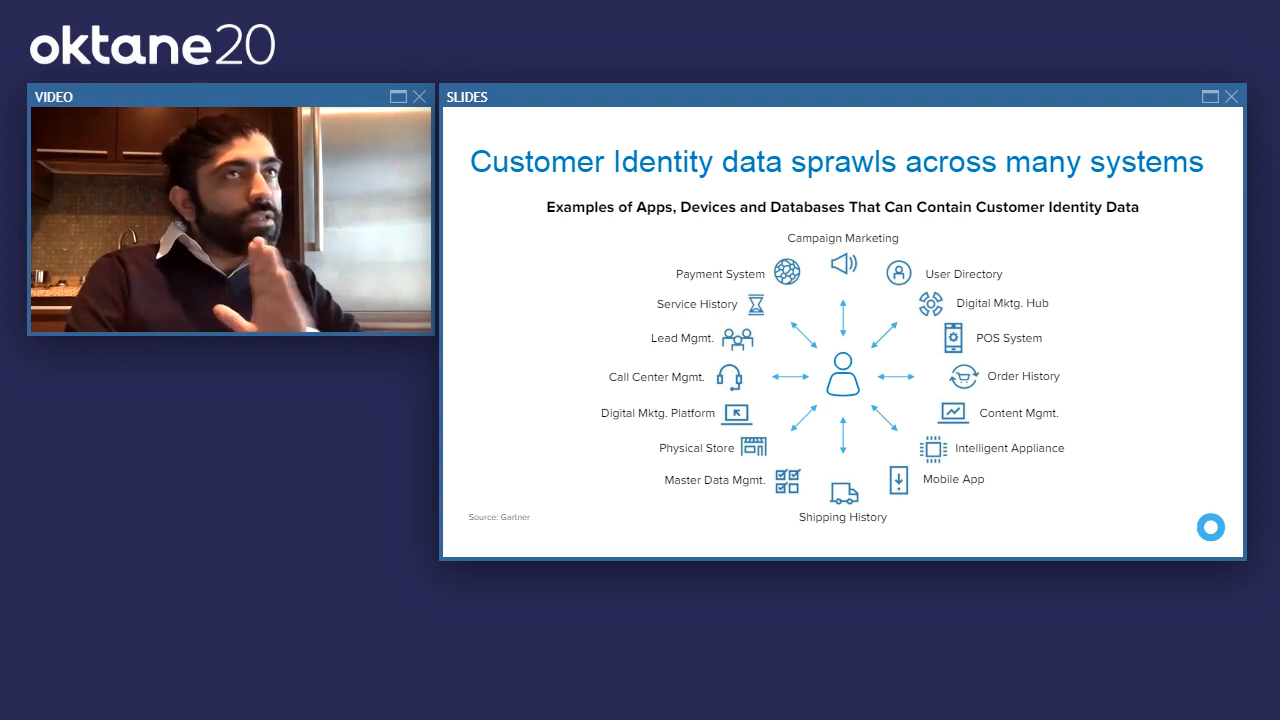 oktane20
VIDEO
SLIDES
Customer Identity data sprawls across many systems
Examples of Apps, Devices and Databases That Can Contain Customer Identity Data
Campaign Marketing
Payment System
User Directory
Service History
Digital Mktg. Hub
Lead Mgmt.
POS System
Call Center Mgmt.
Order History
Digital Mktg. Platform
Content Mgmt.
Physical Store
Intelligent Appliance
Master Data Mgmt.
Mobile App
Shipping History
Source: Gartner